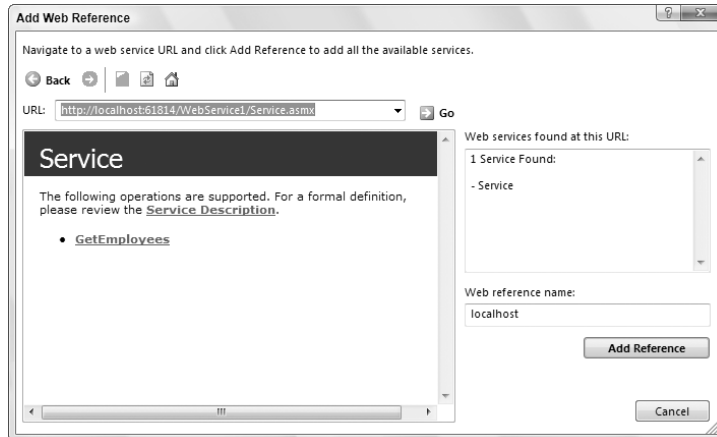 Add Web Reference
Navigate to a web service URL and click Add Reference to add all the available services.
Back
URL: http://localhost:61814/WebService1/Service.asmx Go
Service
The following operations are supported. For a formal definition,
please review the Service Description.
• GetEmployees
Web services found at this URL:
1 Service Found:
- Service
Web reference name:
localhost
Add Reference
Cancel